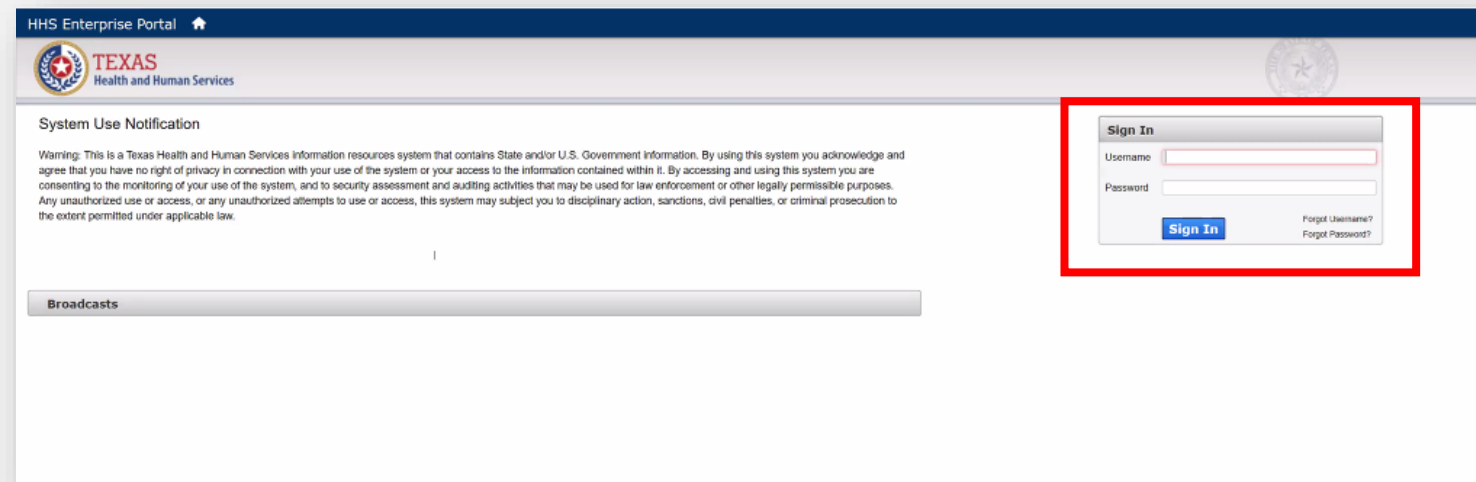 HHS Enterprise Portal
TEXAS
Health and Human Services
System Use Notification
Warning: This is a Texas Health and Human Services information resources system that contains State and/or U.S. Government information. By using this system you acknowledge and
agree that you have no right of privacy in connection with your use of the system or your access to the information contained within it. By accessing and using this system you are
consenting to the monitoring of your use of the system, and to security assessment and auditing activities that may be used for law enforcement or other legally permissible purposes.
Any unauthorized use or access, or any unauthorized attempts to use or access, this system may subject you to disciplinary action, sanctions, civil penalties, or criminal prosecution to
the extent permitted under applicable law.
Broadcasts
Sign In
Username
Password
Sign In
Forgot Username?
Forgot Password?